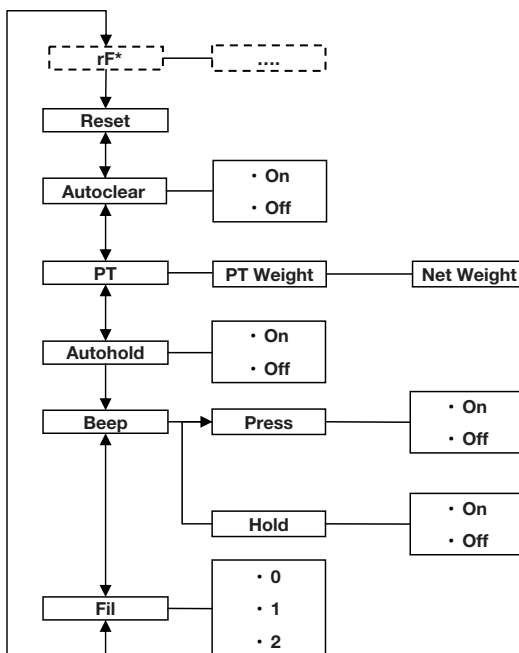 rF* ....
Reset
Autoclear
· On
· Off
PT PT Weight Net Weight
Autohold
· On
· Off
Beep Press
· On
· Off
Hold
· On
· Off
Fil
· 0
· 1
· 2